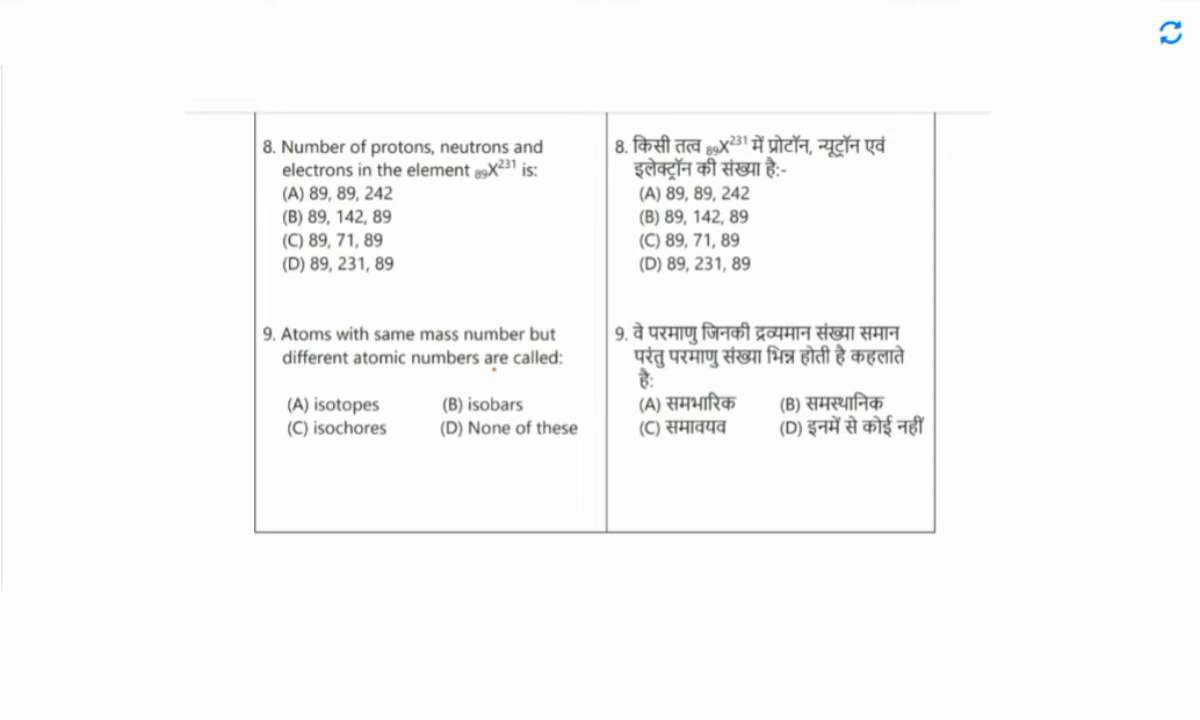 8. Number of protons, neutrons and
electrons in the element ₈₉X²³¹ is:
(A) 89, 89, 242
(B) 89, 142, 89
(C) 89, 71, 89
(D) 89, 231, 89
9. Atoms with same mass number but
different atomic numbers are called:
(A) isotopes (B) isobars
(C) isochores (D) None of these
8. किसी तत्व ₈₉X²³¹ में प्रोटॉन, न्यूट्रॉन एवं
इलेक्ट्रॉन की संख्या है:-
(A) 89, 89, 242
(B) 89, 142, 89
(C) 89, 71, 89
(D) 89, 231, 89
9. वे परमाणु जिनकी द्रव्यमान संख्या समान
परंतु परमाणु संख्या भिन्न होती है कहलाते
है:
(A) समभारिक (B) समस्थानिक
(C) समावयव (D) इनमें से कोई नहीं